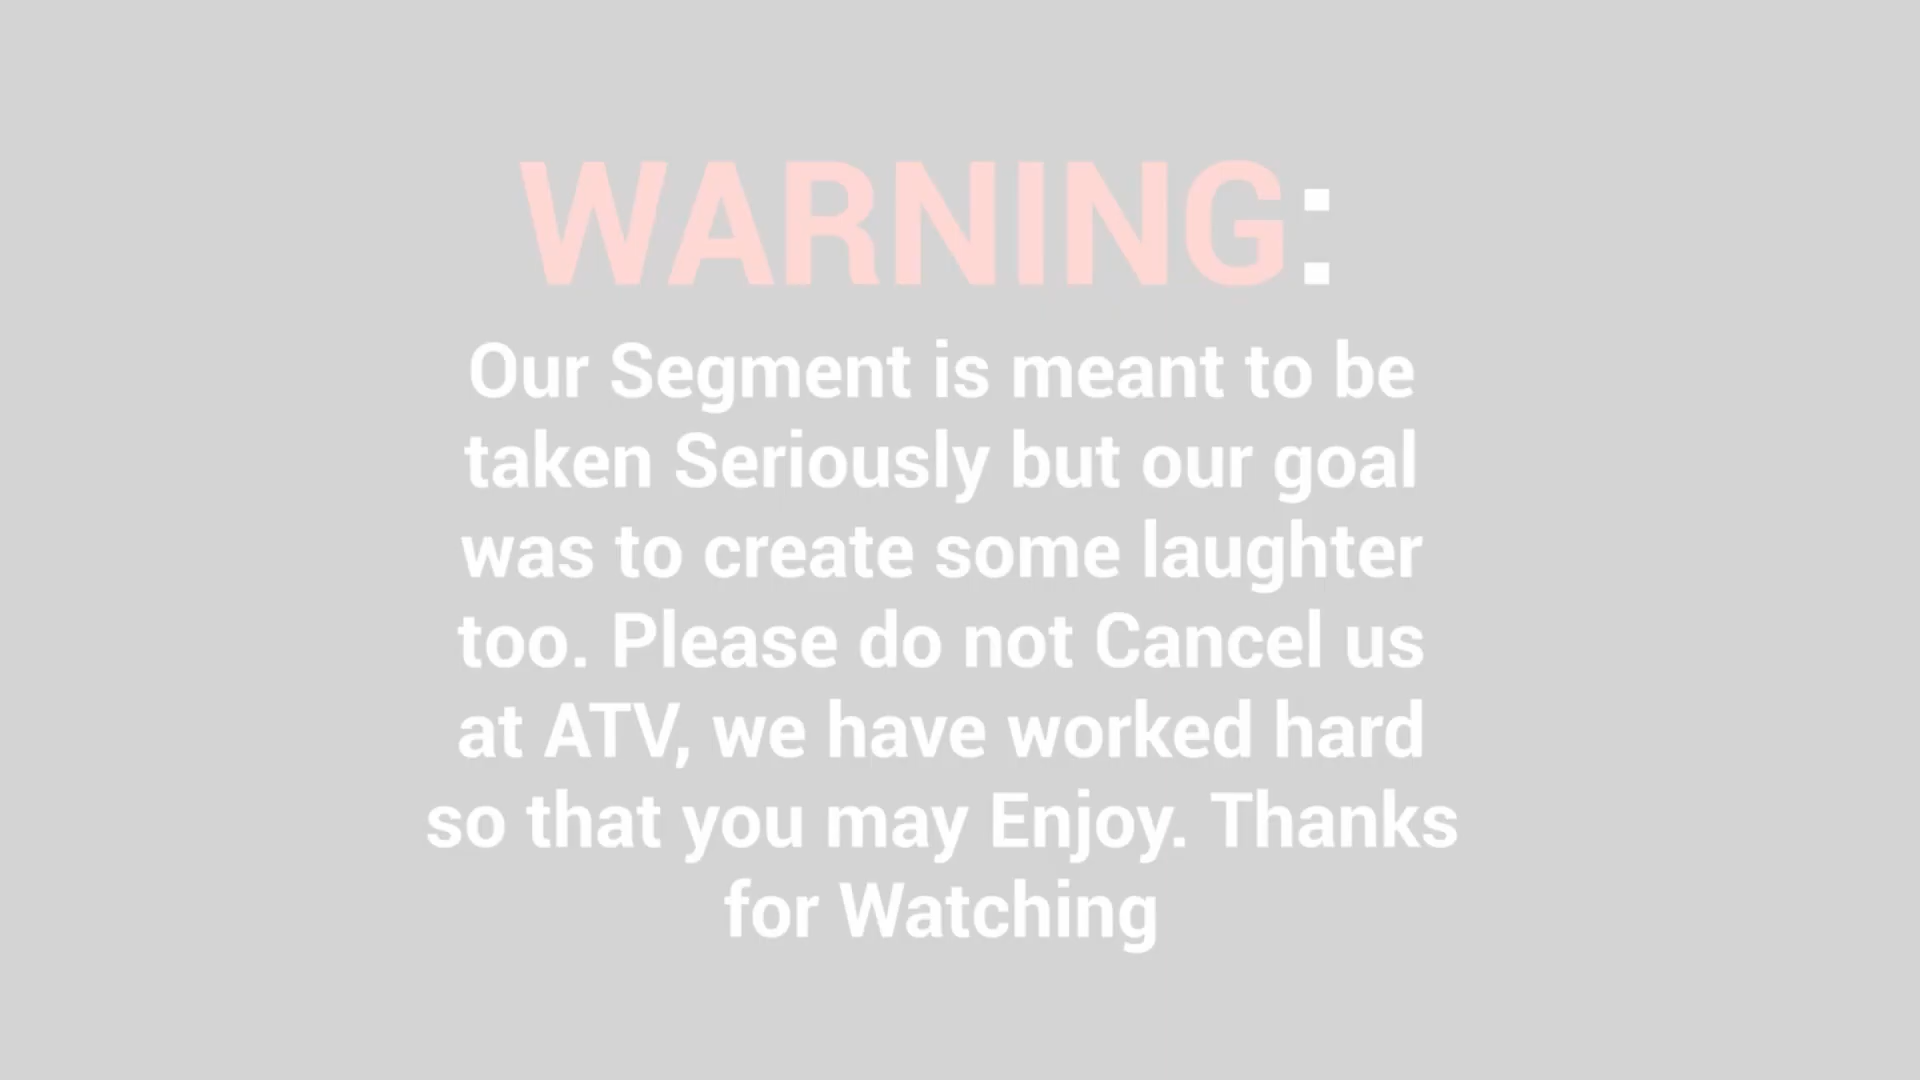 WARNING:
Our Segment is meant to be
taken Seriously but our goal
was to create some laughter
too. Please do not Cancel us
at ATV, we have worked hard
so that you may Enjoy. Thanks
for Watching